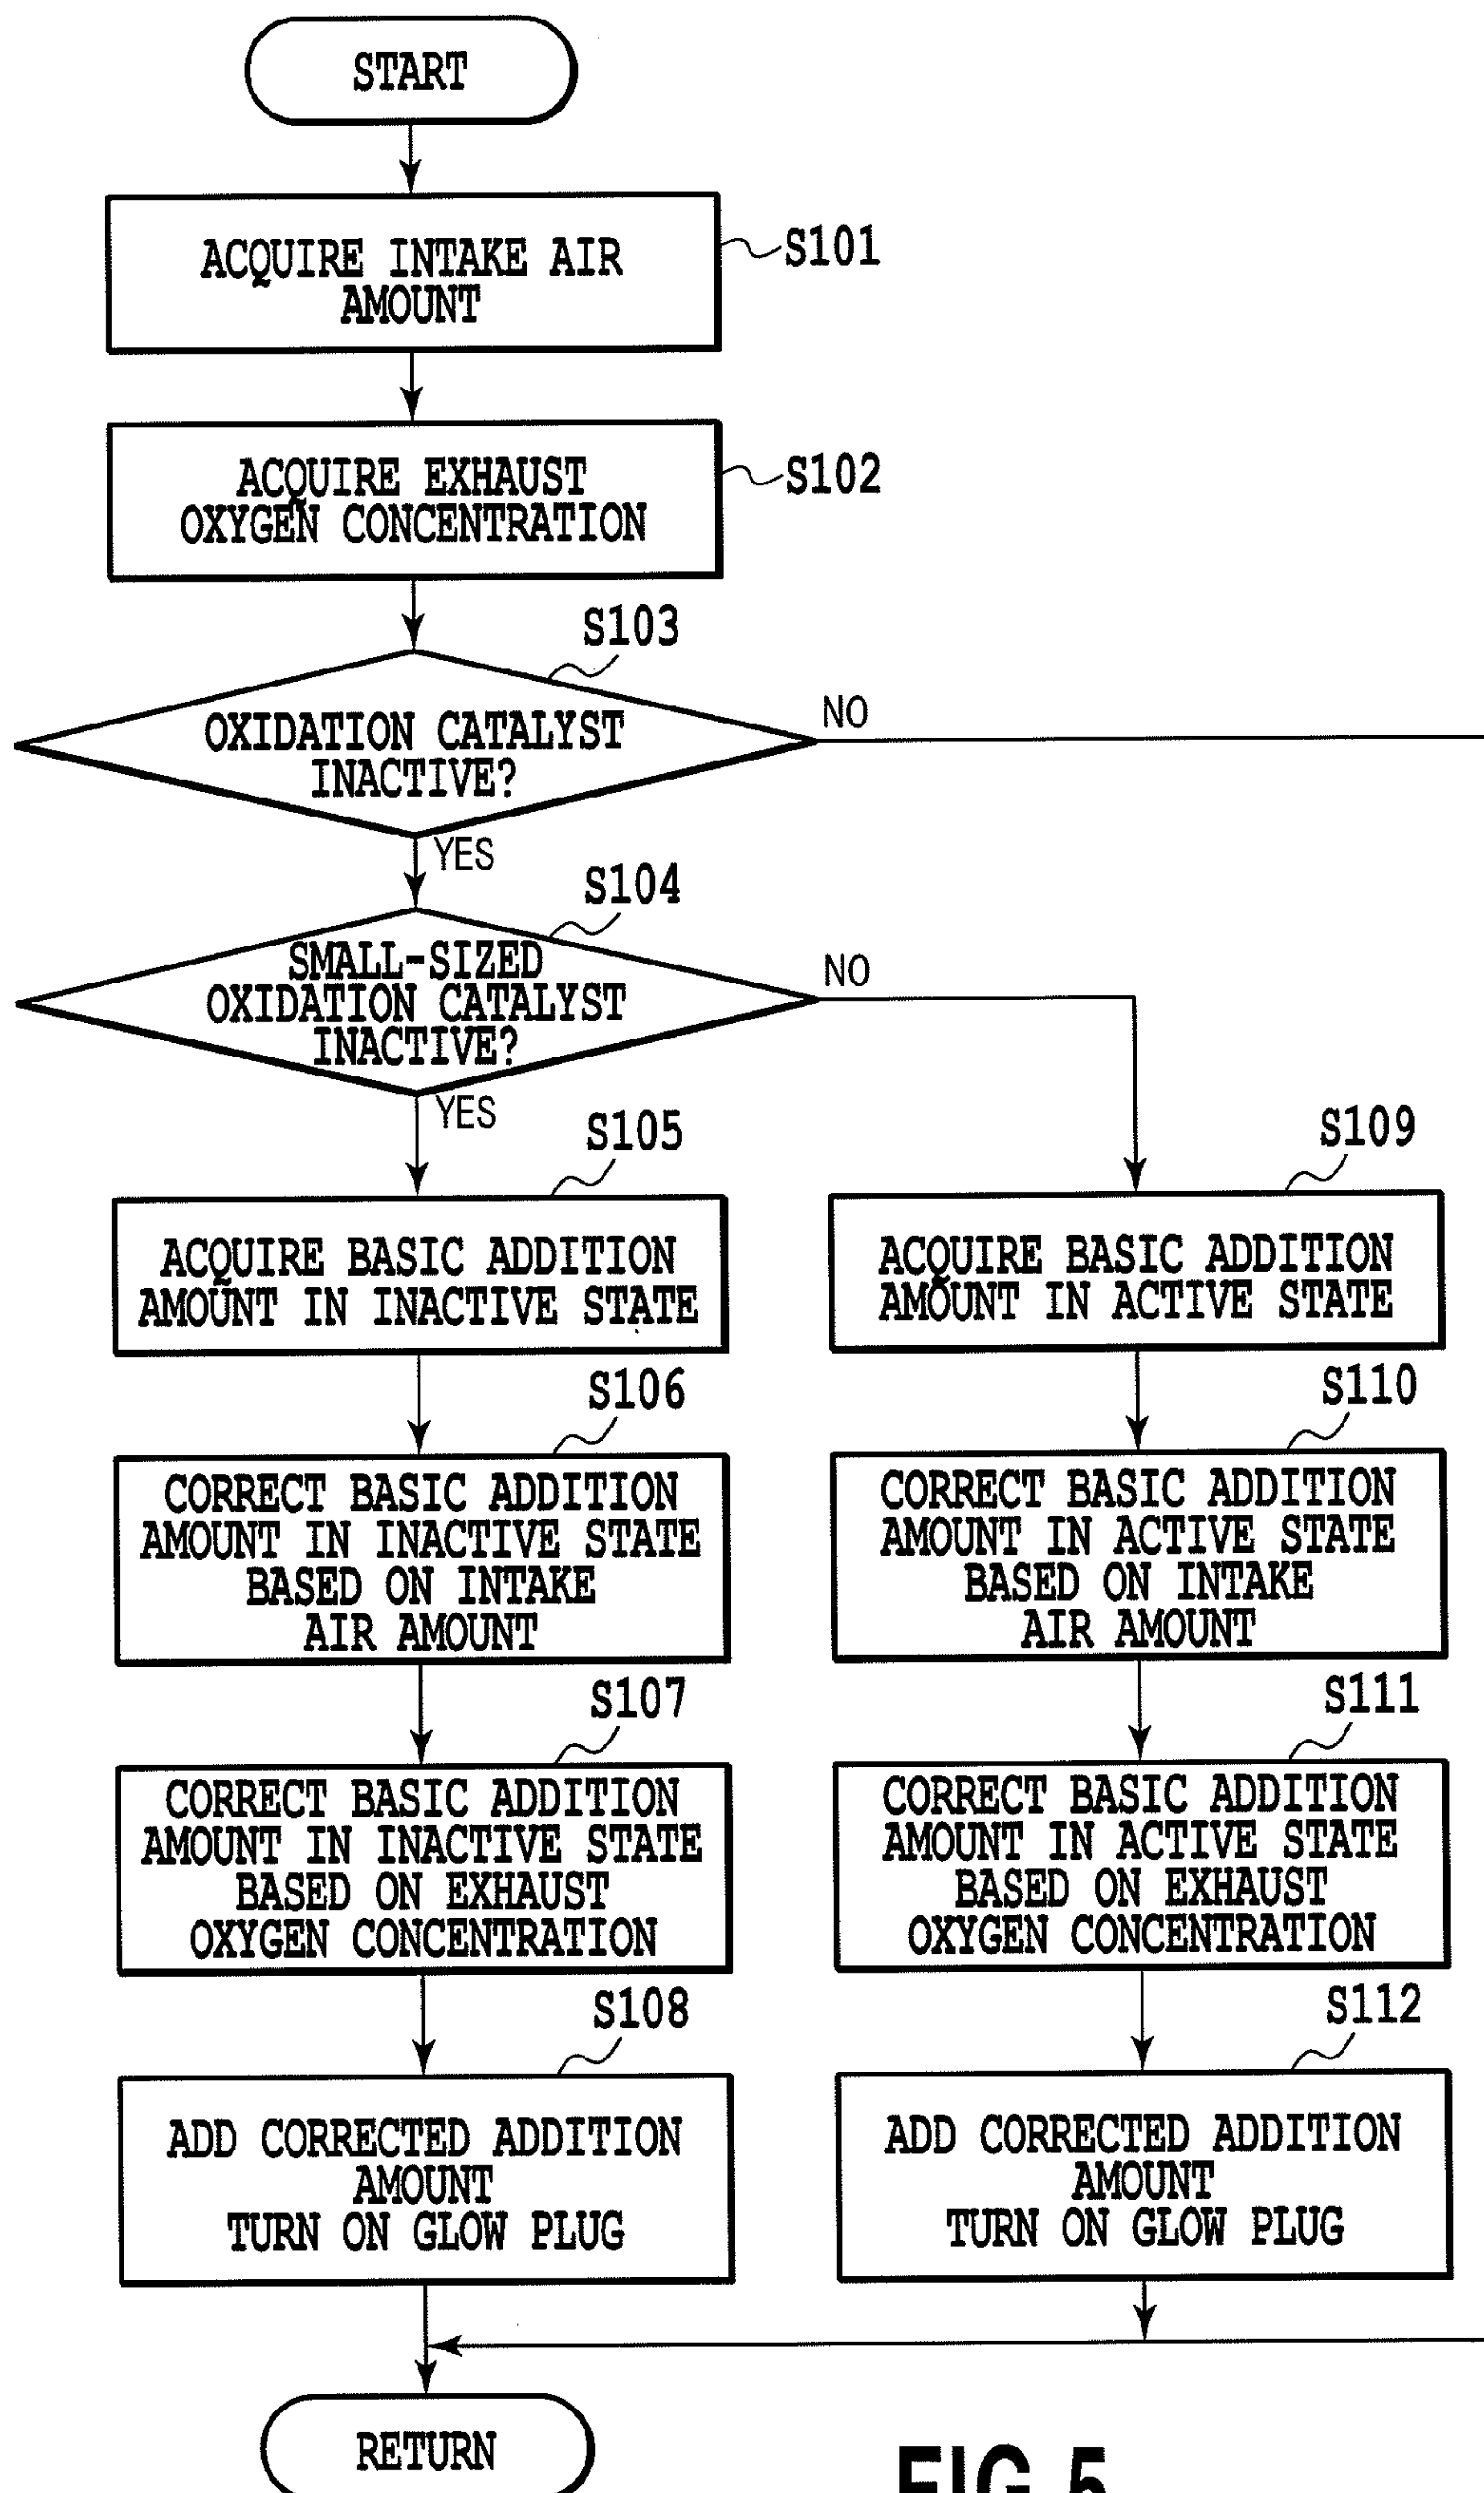 START
ACQUIRE INTAKE AIR
AMOUNT
S101
ACQUIRE EXHAUST
OXYGEN CONCENTRATION
S102
S103
OXIDATION CATALYST
INACTIVE?
NO
YES
S104
SMALL-SIZED
OXIDATION CATALYST
INACTIVE?
NO
YES
S105
ACQUIRE BASIC ADDITION
AMOUNT IN INACTIVE STATE
S106
CORRECT BASIC ADDITION
AMOUNT IN INACTIVE STATE
BASED ON INTAKE
AIR AMOUNT
S107
CORRECT BASIC ADDITION
AMOUNT IN INACTIVE STATE
BASED ON EXHAUST
OXYGEN CONCENTRATION
S108
ADD CORRECTED ADDITION
AMOUNT
TURN ON GLOW PLUG
S109
ACQUIRE BASIC ADDITION
AMOUNT IN ACTIVE STATE
S110
CORRECT BASIC ADDITION
AMOUNT IN ACTIVE STATE
BASED ON INTAKE
AIR AMOUNT
S111
CORRECT BASIC ADDITION
AMOUNT IN ACTIVE STATE
BASED ON EXHAUST
OXYGEN CONCENTRATION
S112
ADD CORRECTED ADDITION
AMOUNT
TURN ON GLOW PLUG
RETURN
FIG.5